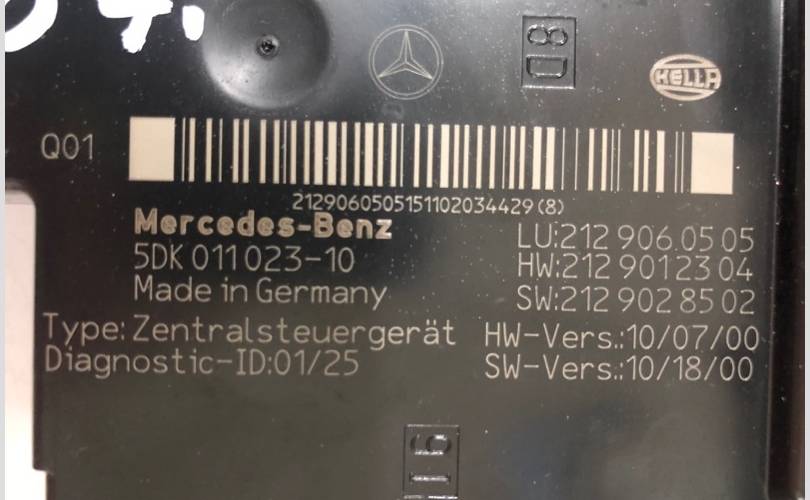 8D
HELLA
Q01
2129060505151102034429(8)
Mercedes-Benz
LU:212 906 05 05
5DK 011 023-10
HW:212 901 23 04
Made in Germany
SW:212 902 85 02
Type: Zentralsteuergerät HW-Vers.:10/07/00
Diagnostic-ID:01/25 SW-Vers.:10/18/00